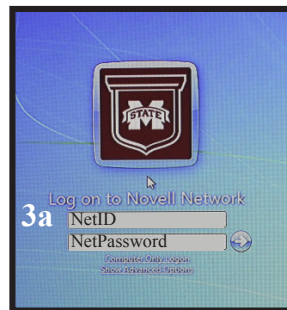 STATE
Log on to Novell Network
3a
NetID
NetPassword
Computer Only Logon
Show Advanced Options